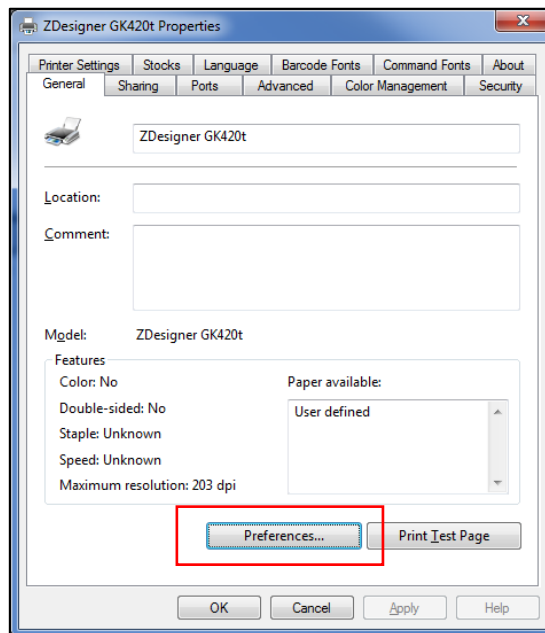 ZDesigner GK420t Properties
Printer Settings Stocks Language Barcode Fonts Command Fonts About
General Sharing Ports Advanced Color Management Security
ZDesigner GK420t
Location:
Comment:
Model: ZDesigner GK420t
Features
Color: No Paper available:
Double-sided: No User defined
Staple: Unknown
Speed: Unknown
Maximum resolution: 203 dpi
Preferences... Print Test Page
OK Cancel Apply Help